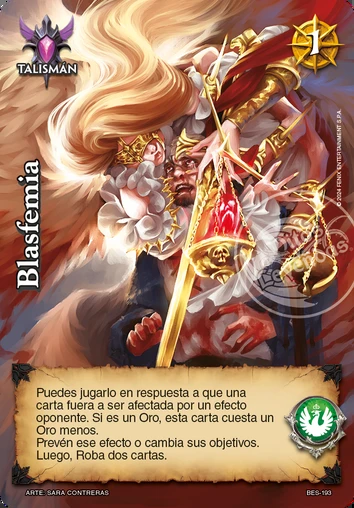 TALISMÁN
1
Blasfemia
© 2024 FENIX ENTERTAINMENT S.P.A.
Puedes jugarlo en respuesta a que una
carta fuera a ser afectada por un efecto
oponente. Si es un Oro, esta carta cuesta un
Oro menos.
Prevén ese efecto o cambia sus objetivos.
Luego, Roba dos cartas.
ARTE: SARA CONTRERAS
BES-193